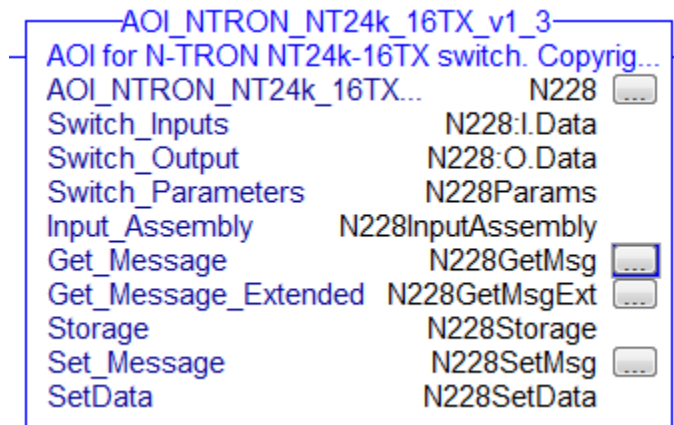 AOI_NTRON_NT24k_16TX_v1_3
AOI for N-TRON NT24k-16TX switch. Copyrig...
AOI_NTRON_NT24k_16TX... N228 ...
Switch_Inputs N228:I.Data
Switch_Output N228:O.Data
Switch_Parameters N228Params
Input_Assembly N228InputAssembly
Get_Message N228GetMsg ...
Get_Message_Extended N228GetMsgExt ...
Storage N228Storage
Set_Message N228SetMsg ...
SetData N228SetData